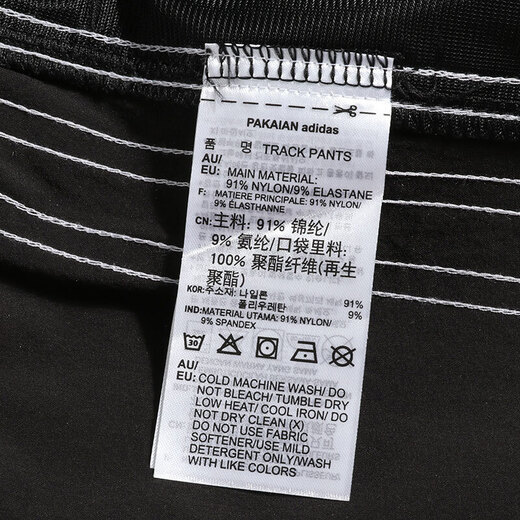 PAKAIAN adidas
품 명 TRACK PANTS
AU/
EU: MAIN MATERIAL:
91% NYLON/9% ELASTANE
F: MATIERE PRINCIPALE: 91% NYLON/
9% ÉLASTHANNE
CN: 主料: 91% 锦纶/
9% 氨纶/口袋里料:
100% 聚酯纤维(再生
聚酯)
KOR: 주소재: 나일론 91%
폴리우레탄 9%
IND: MATERIAL UTAMA: 91% NYLON/
9% SPANDEX
30
AU/
EU: COLD MACHINE WASH/ DO
NOT BLEACH/ TUMBLE DRY
LOW HEAT/ COOL IRON/ DO
NOT DRY CLEAN (X)
DO NOT USE FABRIC
SOFTENER/ USE MILD
DETERGENT ONLY/WASH
WITH LIKE COLORS